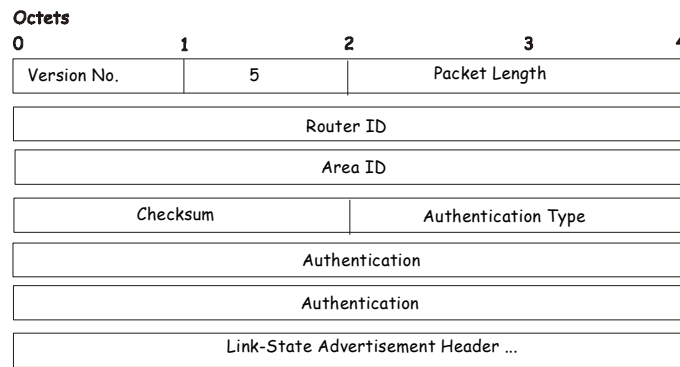 Octets
0 1 2 3 4
Version No. 5 Packet Length
Router ID
Area ID
Checksum Authentication Type
Authentication
Authentication
Link-State Advertisement Header ...